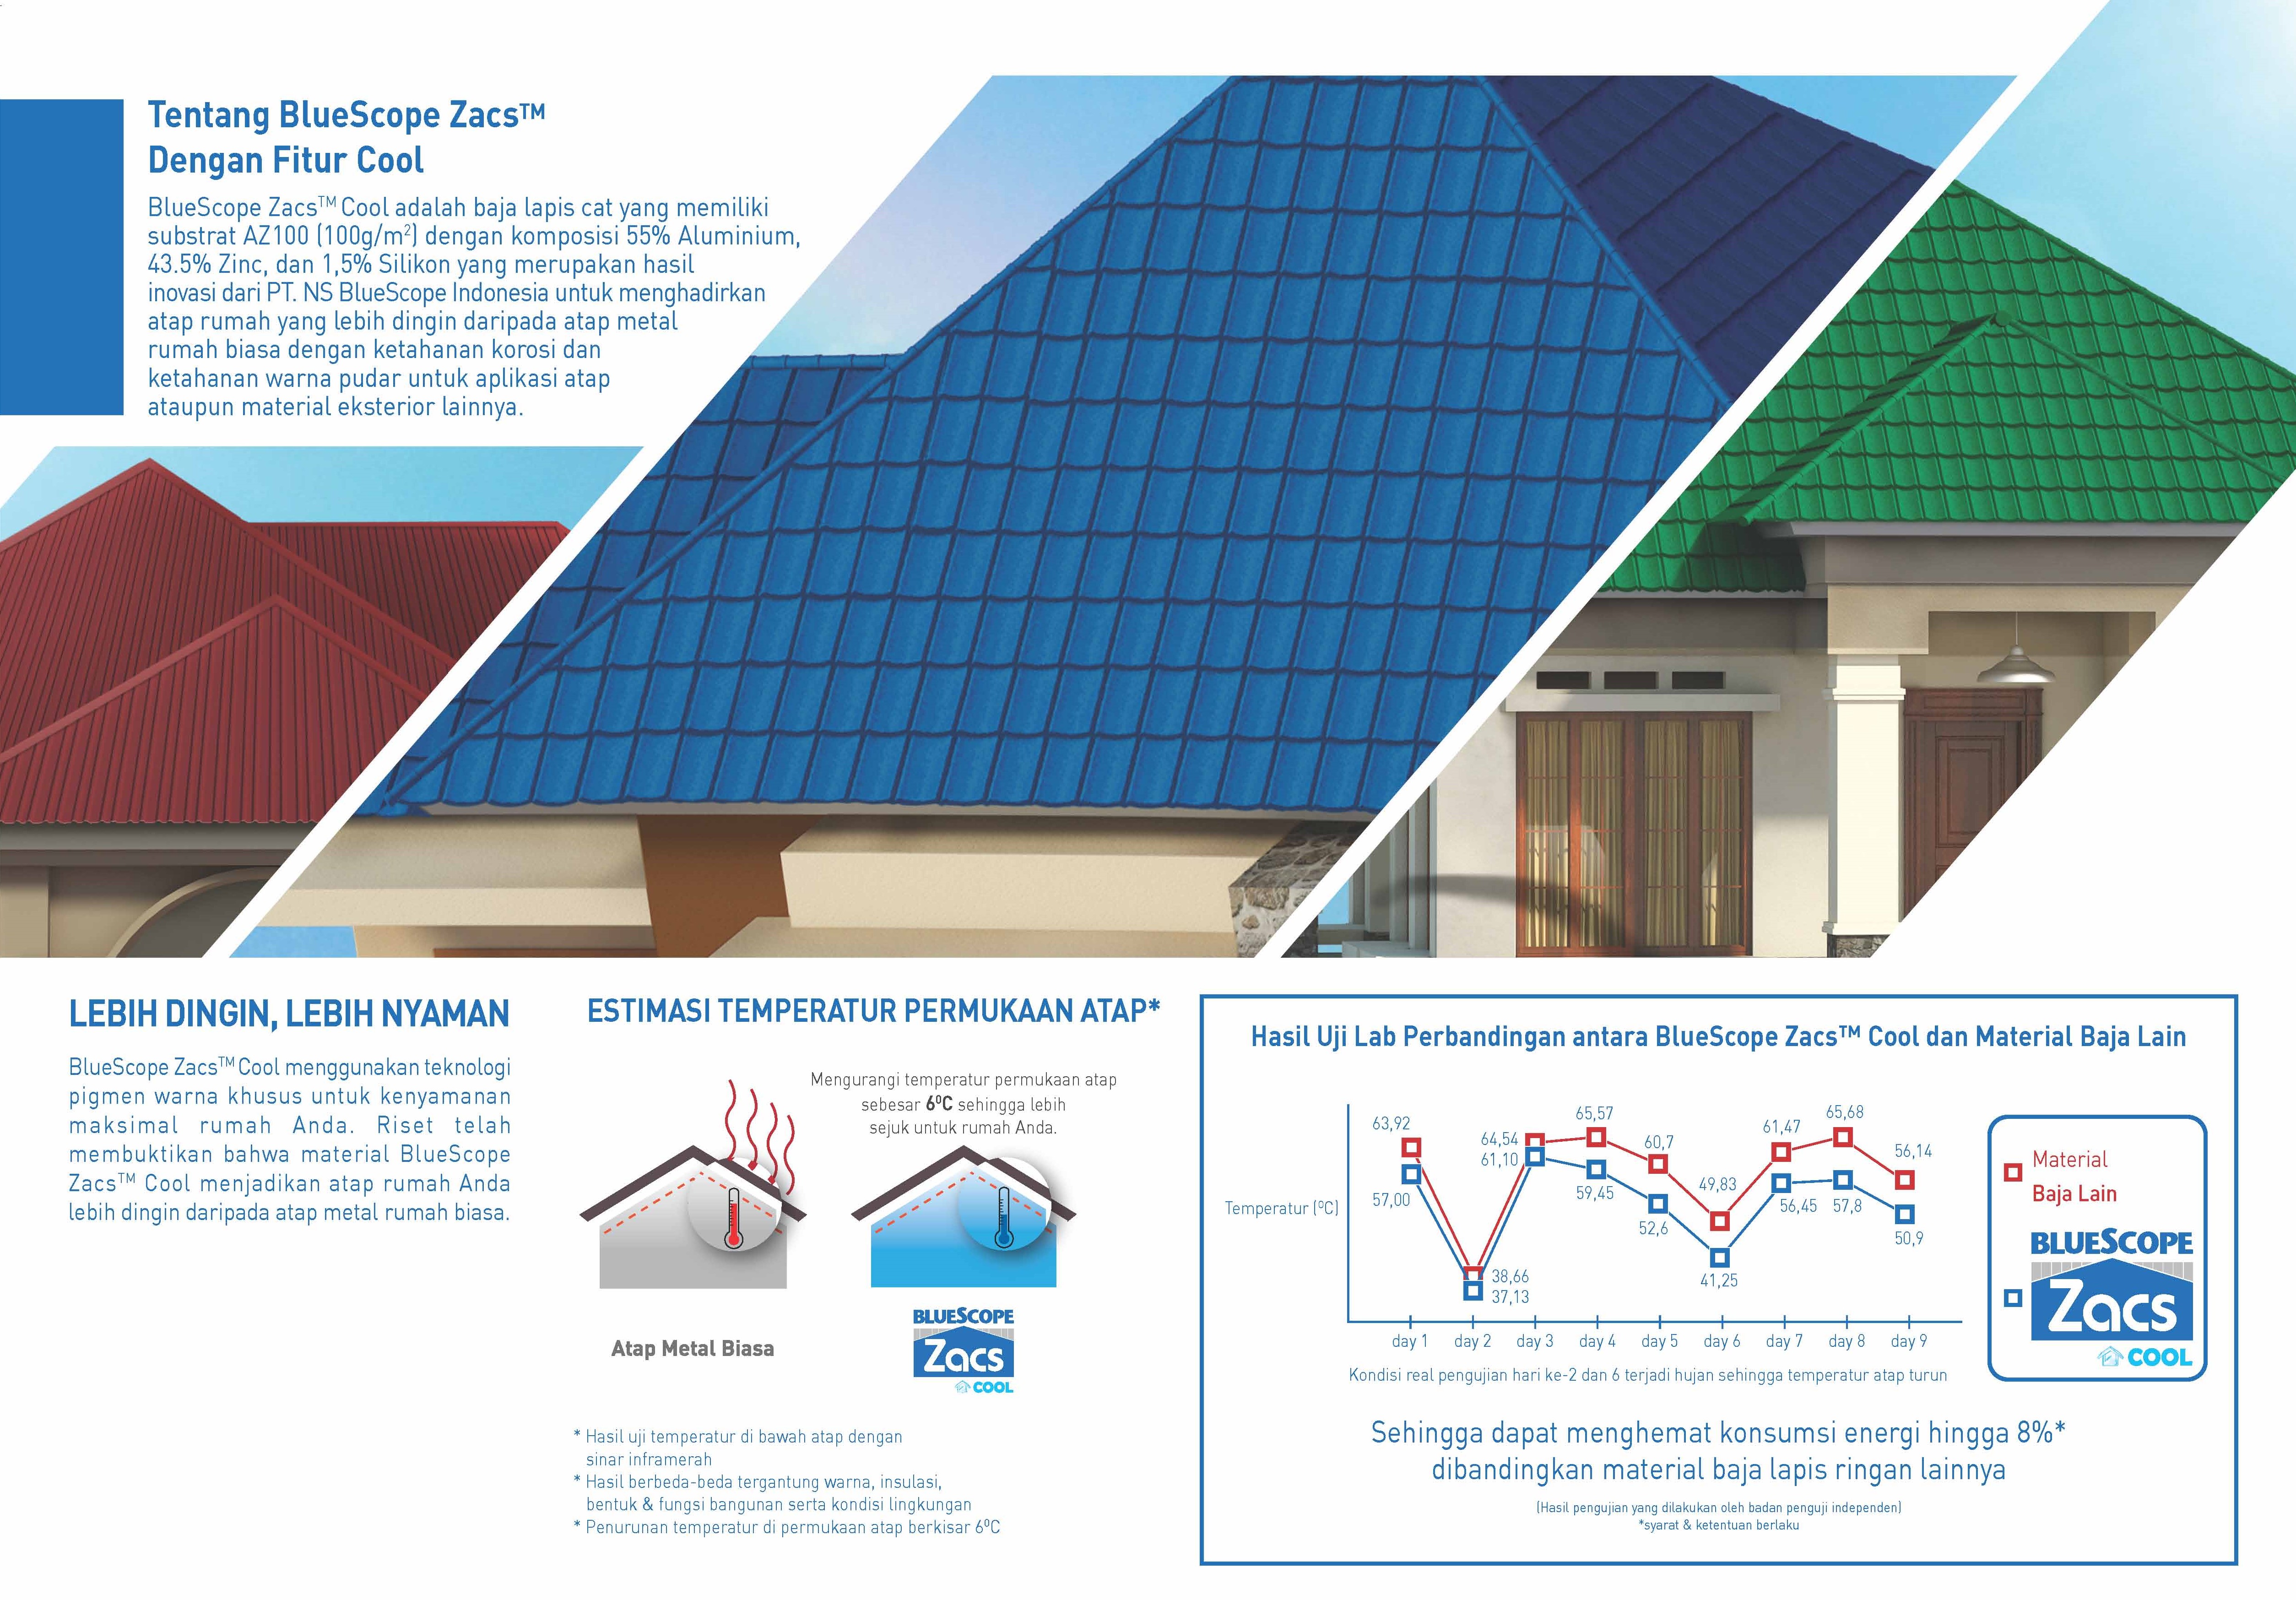 Tentang BlueScope Zacs™
Dengan Fitur Cool
BlueScope Zacs™ Cool adalah baja lapis cat yang memiliki
substrat AZ100 (100g/m²) dengan komposisi 55% Aluminium,
43.5% Zinc, dan 1,5% Silikon yang merupakan hasil
inovasi dari PT. NS BlueScope Indonesia untuk menghadirkan
atap rumah yang lebih dingin daripada atap metal
rumah biasa dengan ketahanan korosi dan
ketahanan warna pudar untuk aplikasi atap
ataupun material eksterior lainnya.
LEBIH DINGIN, LEBIH NYAMAN
BlueScope Zacs™ Cool menggunakan teknologi
pigmen warna khusus untuk kenyamanan
maksimal rumah Anda. Riset telah
membuktikan bahwa material BlueScope
Zacs™ Cool menjadikan atap rumah Anda
lebih dingin daripada atap metal rumah biasa.
ESTIMASI TEMPERATUR PERMUKAAN ATAP*
Mengurangi temperatur permukaan atap
sebesar 6⁰C sehingga lebih
sejuk untuk rumah Anda.
Atap Metal Biasa
BLUESCOPE
Zacs
COOL
* Hasil uji temperatur di bawah atap dengan
sinar inframerah
* Hasil berbeda-beda tergantung warna, insulasi,
bentuk & fungsi bangunan serta kondisi lingkungan
* Penurunan temperatur di permukaan atap berkisar 6⁰C
Hasil Uji Lab Perbandingan antara BlueScope Zacs™ Cool dan Material Baja Lain
Temperatur (⁰C)
63,92
57,00
38,66
37,13
64,54
61,10
65,57
59,45
60,7
52,6
49,83
41,25
61,47
56,45
65,68
57,8
56,14
50,9
day 1 day 2 day 3 day 4 day 5 day 6 day 7 day 8 day 9
Kondisi real pengujian hari ke-2 dan 6 terjadi hujan sehingga temperatur atap turun
Material
Baja Lain
BLUESCOPE
Zacs
COOL
Sehingga dapat menghemat konsumsi energi hingga 8%*
dibandingkan material baja lapis ringan lainnya
(Hasil pengujian yang dilakukan oleh badan penguji independen)
*syarat & ketentuan berlaku